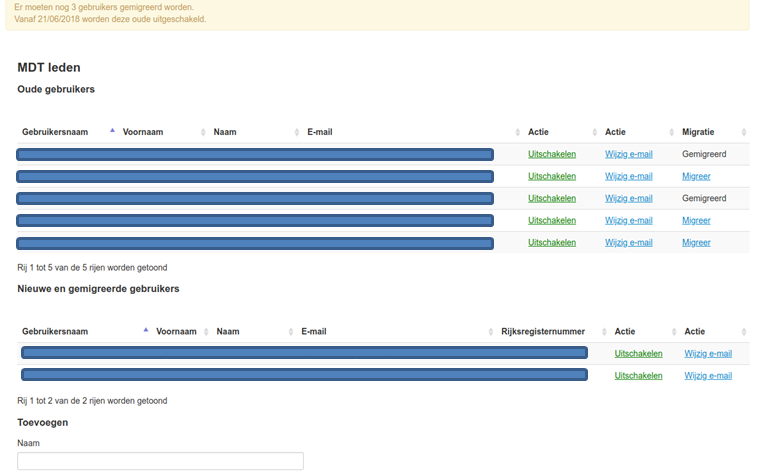 Er moeten nog 3 gebruikers gemigreerd worden.
Vanaf 21/06/2018 worden deze oude uitgeschakeld.
MDT leden
Oude gebruikers
Gebruikersnaam Voornaam Naam E-mail Actie Actie Migratie
Uitschakelen Wijzig e-mail Gemigreerd
Uitschakelen Wijzig e-mail Migreer
Uitschakelen Wijzig e-mail Gemigreerd
Uitschakelen Wijzig e-mail Migreer
Uitschakelen Wijzig e-mail Migreer
Rij 1 tot 5 van de 5 rijen worden getoond
Nieuwe en gemigreerde gebruikers
Gebruikersnaam Voornaam Naam E-mail Rijksregisternummer Actie Actie
Uitschakelen Wijzig e-mail
Uitschakelen Wijzig e-mail
Rij 1 tot 2 van de 2 rijen worden getoond
Toevoegen
Naam